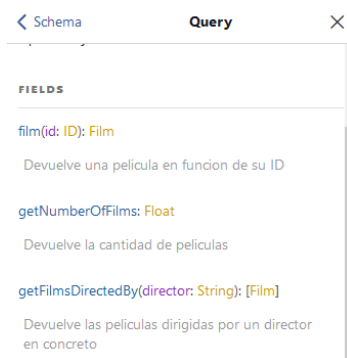 Schema
Query
FIELDS
film(id: ID): Film
Devuelve una pelicula en funcion de su ID
getNumberOfFilms: Float
Devuelve la cantidad de peliculas
getFilmsDirectedBy(director: String): [Film]
Devuelve las peliculas dirigidas por un director
en concreto